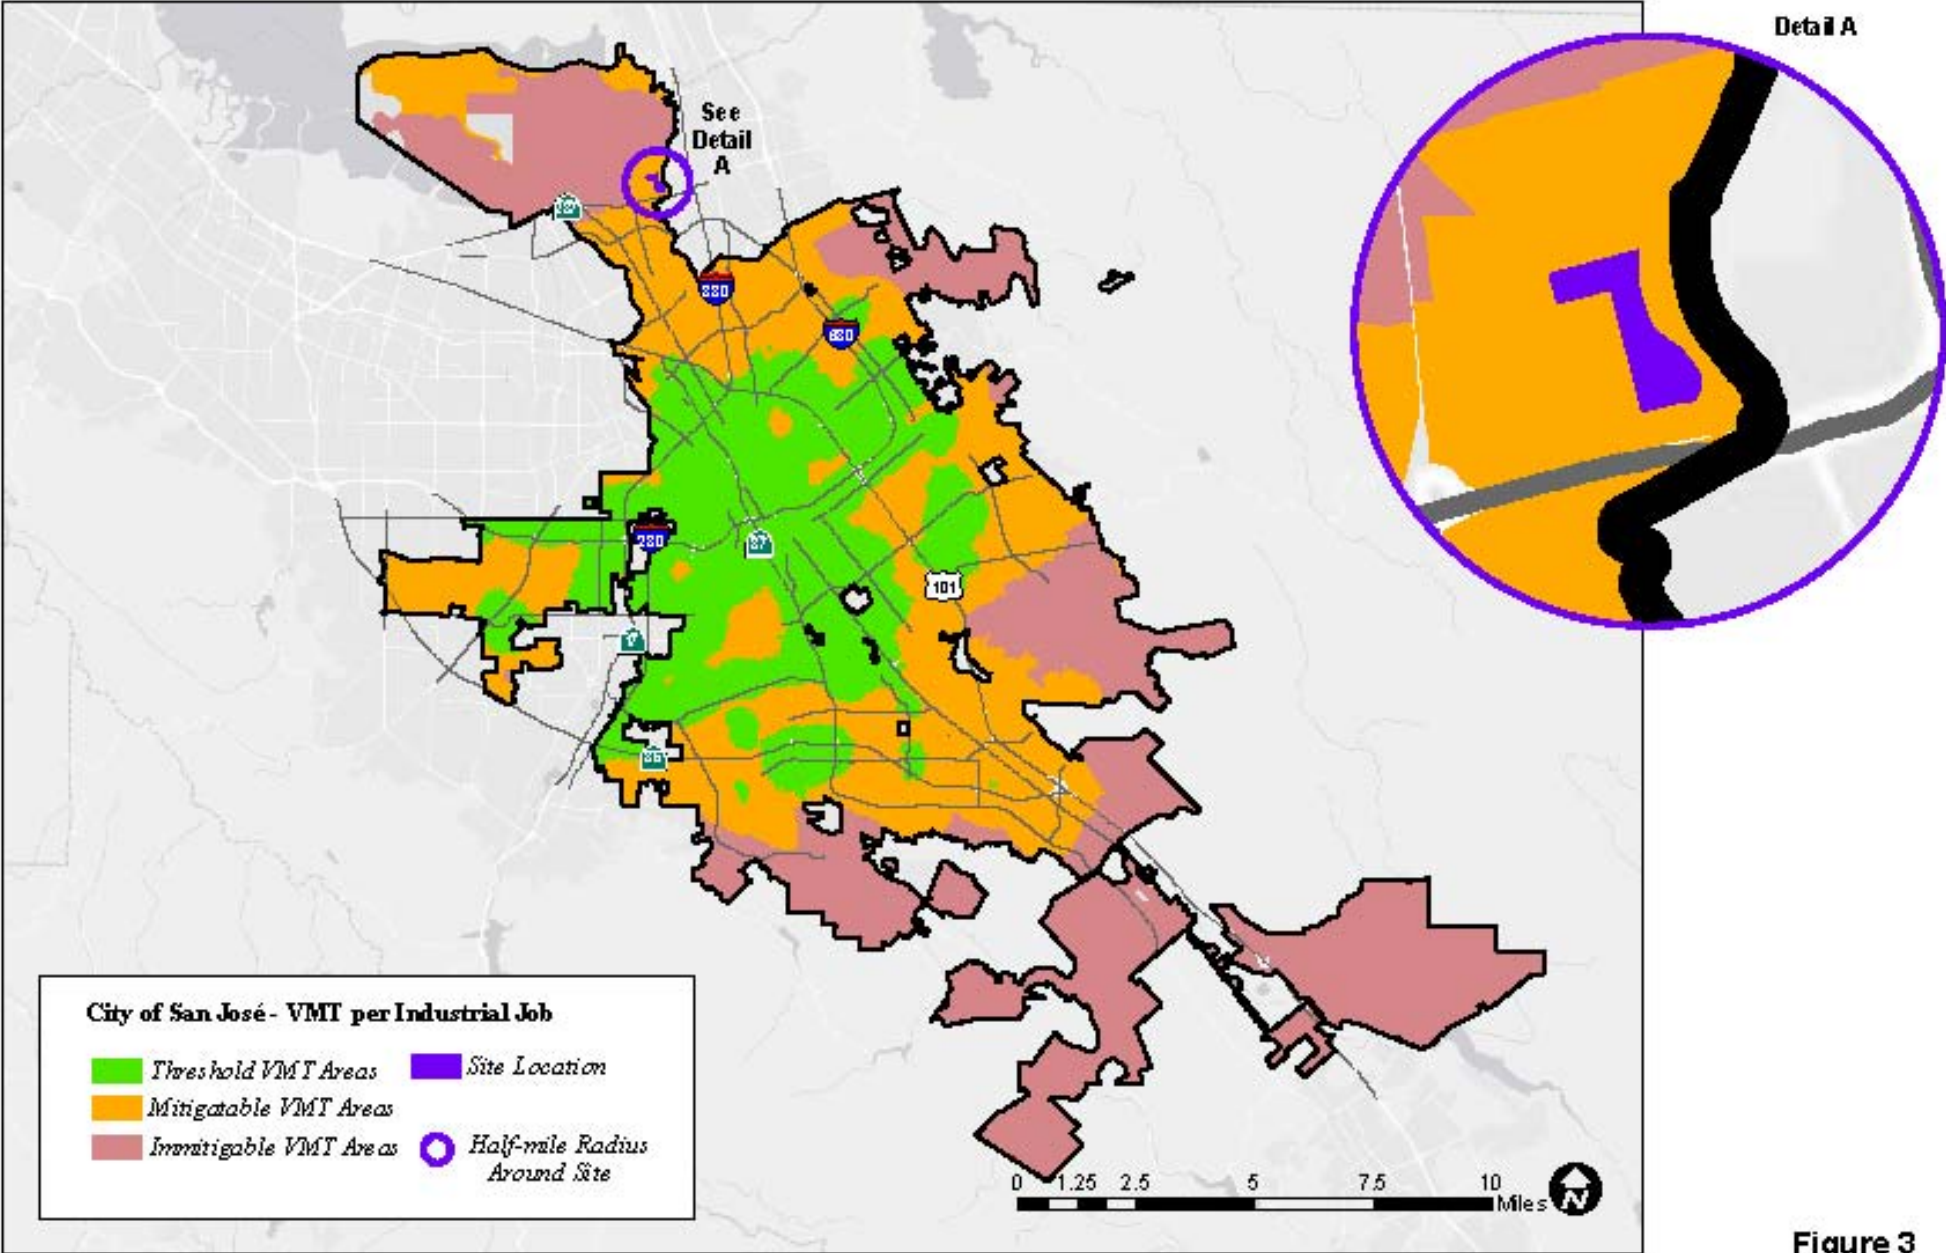 Detail A
See
Detail
A
237
880
680
280
87
101
17
85
City of San José - VMT per Industrial Job
Threshold VMT Areas
Site Location
Mitigatable VMT Areas
Immitigable VMT Areas
Half-mile Radius
Around Site
0 1.25 2.5 5 7.5 10
Miles
N
Figure 3